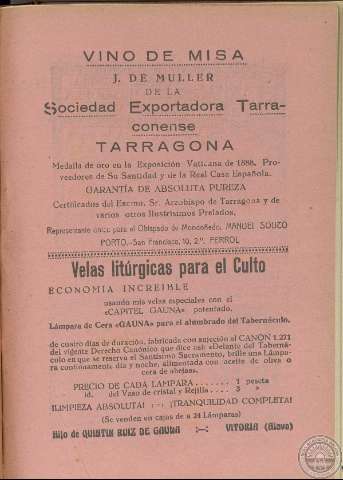 VINO DE MISA
J. DE MULLER
DE LA
Sociedad Exportadora Tarra-
conense
TARRAGONA
Medalla de oro en la Exposición Vaticana de 1888. Pro-
veedores de Su Santidad y de la Real Casa Española.
GARANTÍA DE ABSOLUTA PUREZA
Certificados del Excmo. Sr. Arzobispo de Tarragona y de
varios otros Ilustrísimos Prelados.
Representante único para el Obispado de Mondoñedo, MANUEL SOUTO
PORTO.—San Francisco, 10, 2.º. FERROL
Velas litúrgicas para el Culto
ECONOMIA INCREIBLE
usando mis velas especiales con el
«CAPITEL GAUNA» patentado.
Lámpara de Cera «GAUNA» para el alumbrado del Tabernáculo,
de cuatro días de duración, fabricada con sujeción al CANON 1.271
del vigente Derecho Canónico que dice así: «Delante del Taberná-
culo en que se reserva el Santísimo Sacramento, brille una Lámpa-
ra continuamente día y noche, alimentada con aceite de olivo o
cera de abejas».
PRECIO DE CADA LAMPARA....... 1 peseta
id. del Vaso de cristal y Rejilla... 3 »
¡LIMPIEZA ABSOLUTA! :—: ¡TRANQUILIDAD COMPLETA!
(Se venden en cajas de a 24 Lámparas)
Hijo de QUINTIN RUIZ DE GAUNA :—: VITORIA (Alava)